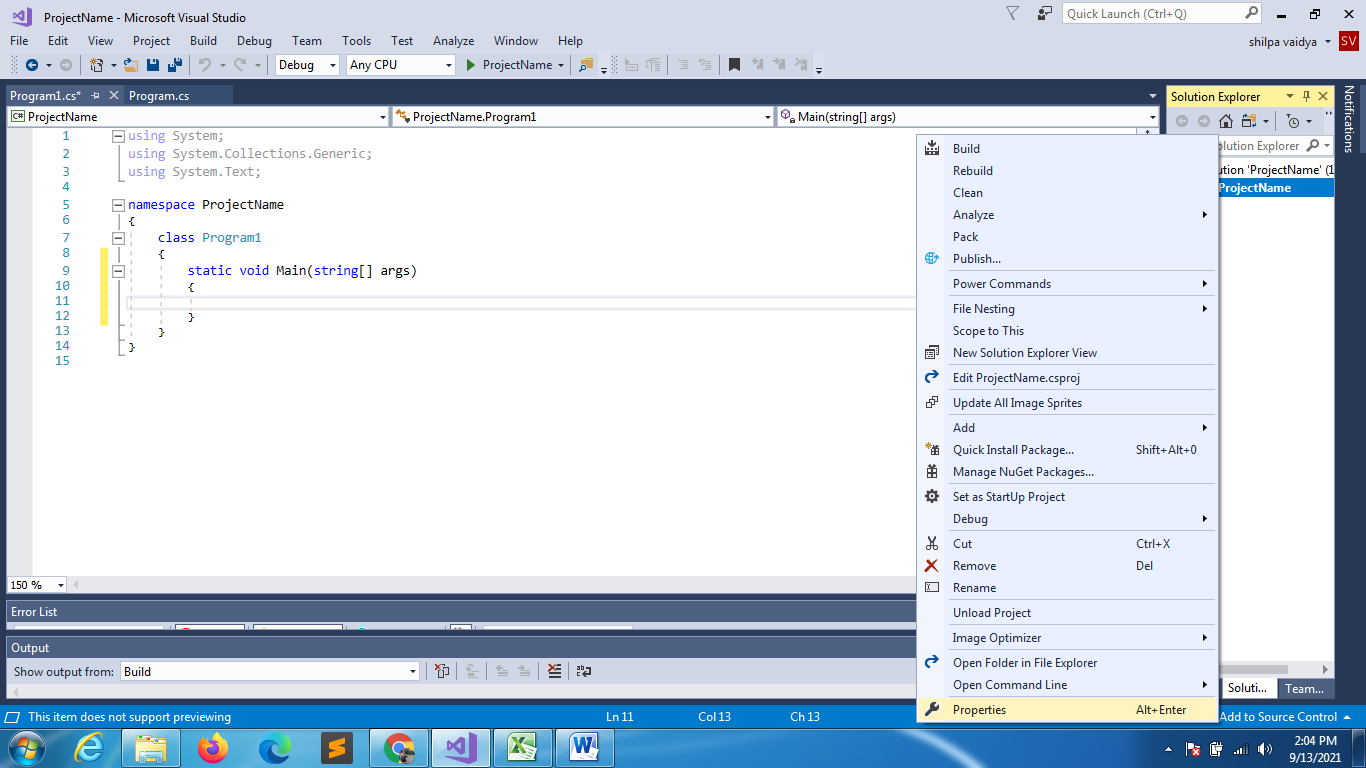 ProjectName - Microsoft Visual Studio
Quick Launch (Ctrl+Q)
File Edit View Project Build Debug Team Tools Test Analyze Window Help
shilpa vaidya SV
Debug Any CPU ProjectName
Program1.cs* Program.cs
C# ProjectName ProjectName.Program1 Main(string[] args)
1 using System;
2 using System.Collections.Generic;
3 using System.Text;
4
5 namespace ProjectName
6 {
7 class Program1
8 {
9 static void Main(string[] args)
10 {
11
12 }
13 }
14 }
15
150 %
Error List
Output
Show output from: Build
Solution Explorer
olution Explorer
ution 'ProjectName' (1
ProjectName
Notifications
Build
Rebuild
Clean
Analyze
Pack
Publish...
Power Commands
File Nesting
Scope to This
New Solution Explorer View
Edit ProjectName.csproj
Update All Image Sprites
Add
Quick Install Package... Shift+Alt+0
Manage NuGet Packages...
Set as StartUp Project
Debug
Cut Ctrl+X
Remove Del
Rename
Unload Project
Image Optimizer
Open Folder in File Explorer
Open Command Line
Properties Alt+Enter
Soluti... Team...
This item does not support previewing Ln 11 Col 13 Ch 13 Add to Source Control
2:04 PM
9/13/2021